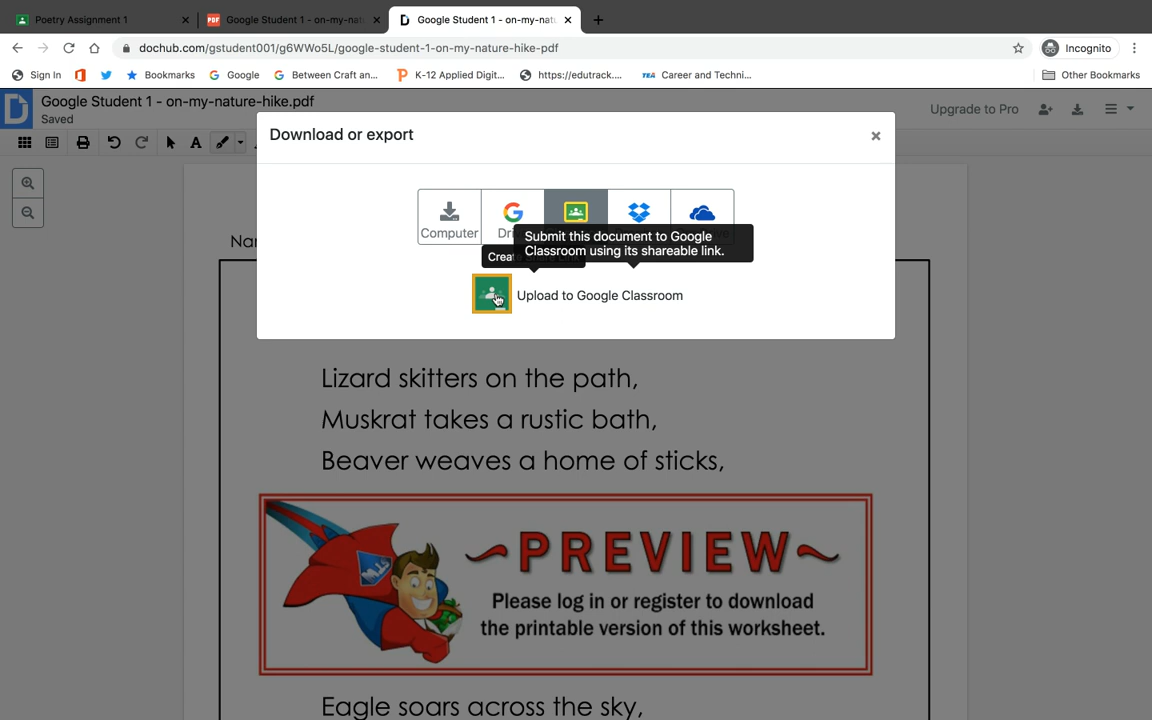 Poetry Assignment 1
PDF Google Student 1 - on-my-nat
Google Student 1 - on-my-nat
dochub.com/gstudent001/g6WWo5L/google-student-1-on-my-nature-hike-pdf
Incognito
Sign In
Bookmarks
Google
Between Craft an...
K-12 Applied Digit...
https://edutrack....
TEA Career and Techni...
Other Bookmarks
Google Student 1 - on-my-nature-hike.pdf
Saved
Upgrade to Pro
A
Download or export
Computer
Dri
Submit this document to Google
Classroom using its shareable link.
Creat
Upload to Google Classroom
Nar
Lizard skitters on the path,
Muskrat takes a rustic bath,
Beaver weaves a home of sticks,
~PREVIEW~
Please log in or register to download
the printable version of this worksheet.
Eagle soars across the sky,